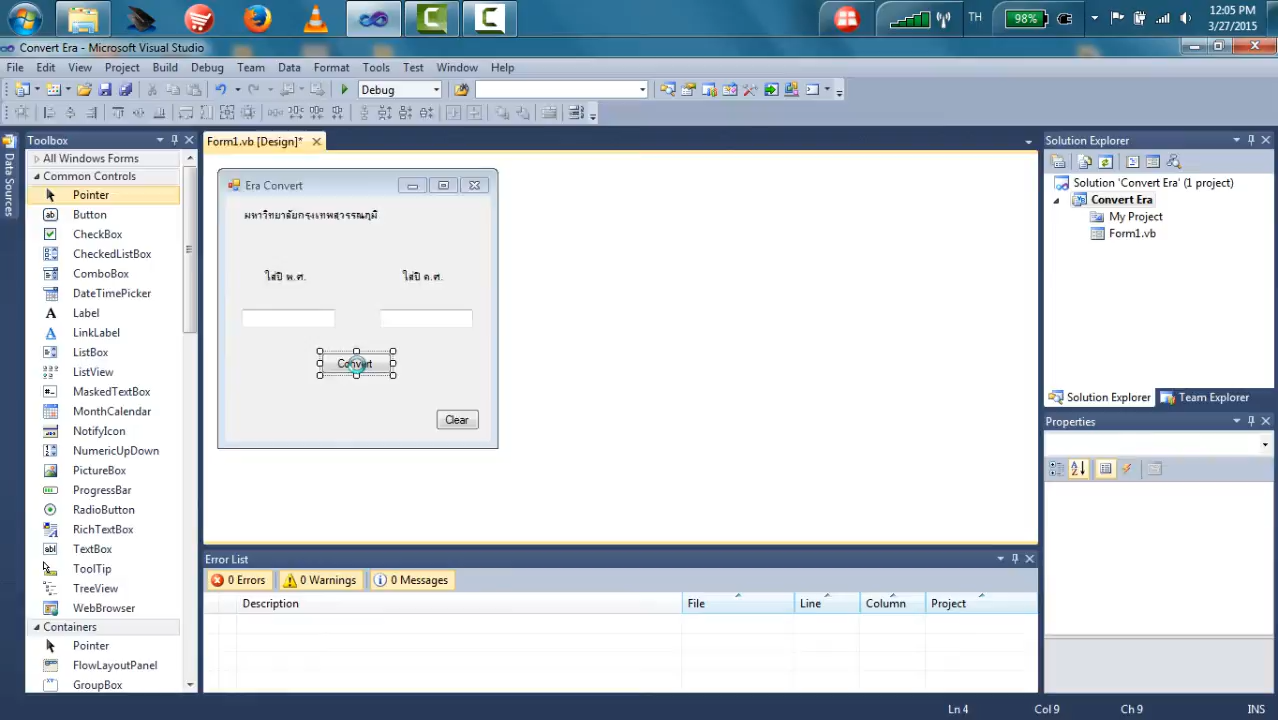 12:05 PM
TH
98%
3/27/2015
Convert Era - Microsoft Visual Studio
File Edit View Project Build Debug Team Data Format Tools Test Window Help
Debug
Toolbox
Form1.vb [Design]*
Solution Explorer
Data Sources
All Windows Forms
Common Controls
Pointer
Button
CheckBox
CheckedListBox
ComboBox
DateTimePicker
Label
LinkLabel
ListBox
ListView
MaskedTextBox
MonthCalendar
NotifyIcon
NumericUpDown
PictureBox
ProgressBar
RadioButton
RichTextBox
TextBox
ToolTip
TreeView
WebBrowser
Containers
Pointer
FlowLayoutPanel
GroupBox
Era Convert
มหาวิทยาลัยกรุงเทพสุวรรณภูมิ
ใส่ปี พ.ศ. ใส่ปี ค.ศ.
Convert
Clear
Solution 'Convert Era' (1 project)
Convert Era
My Project
Form1.vb
Solution Explorer Team Explorer
Properties
Error List
0 Errors 0 Warnings 0 Messages
Description File Line Column Project
Ln 4 Col 9 Ch 9 INS